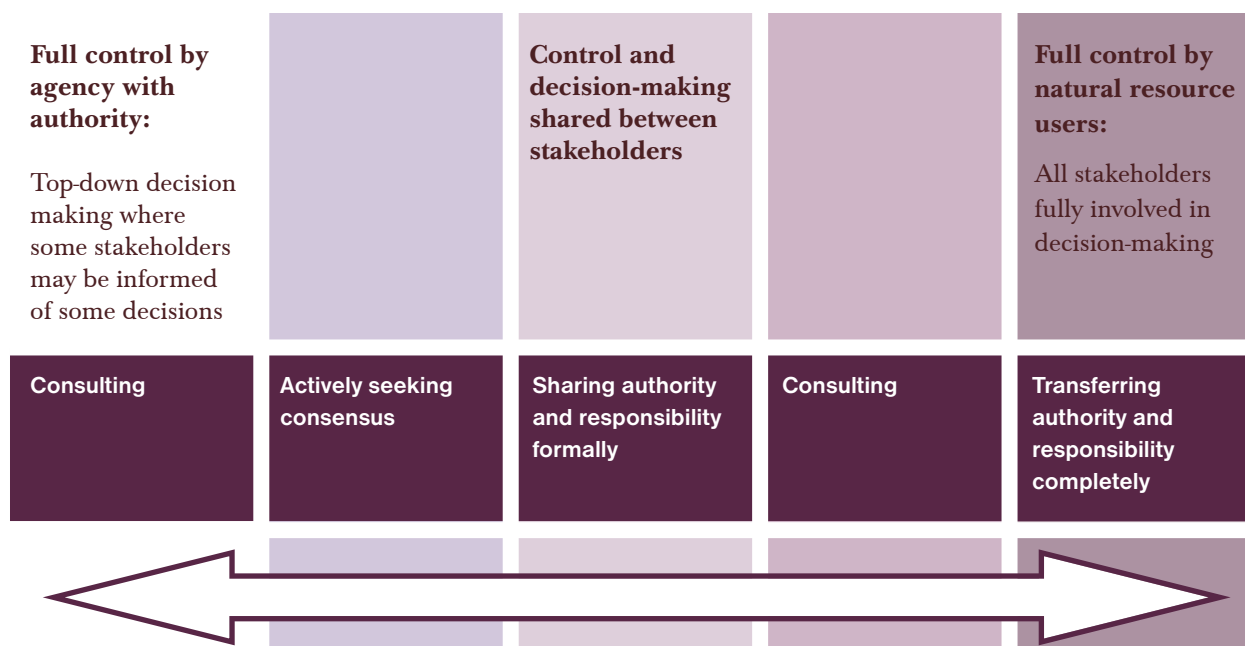 Full control by
agency with
authority:
Top-down decision
making where
some stakeholders
may be informed
of some decisions
Control and
decision-making
shared between
stakeholders
Full control by
natural resource
users:
All stakeholders
fully involved in
decision-making
Consulting
Actively seeking
consensus
Sharing authority
and responsibility
formally
Consulting
Transferring
authority and
responsibility
completely